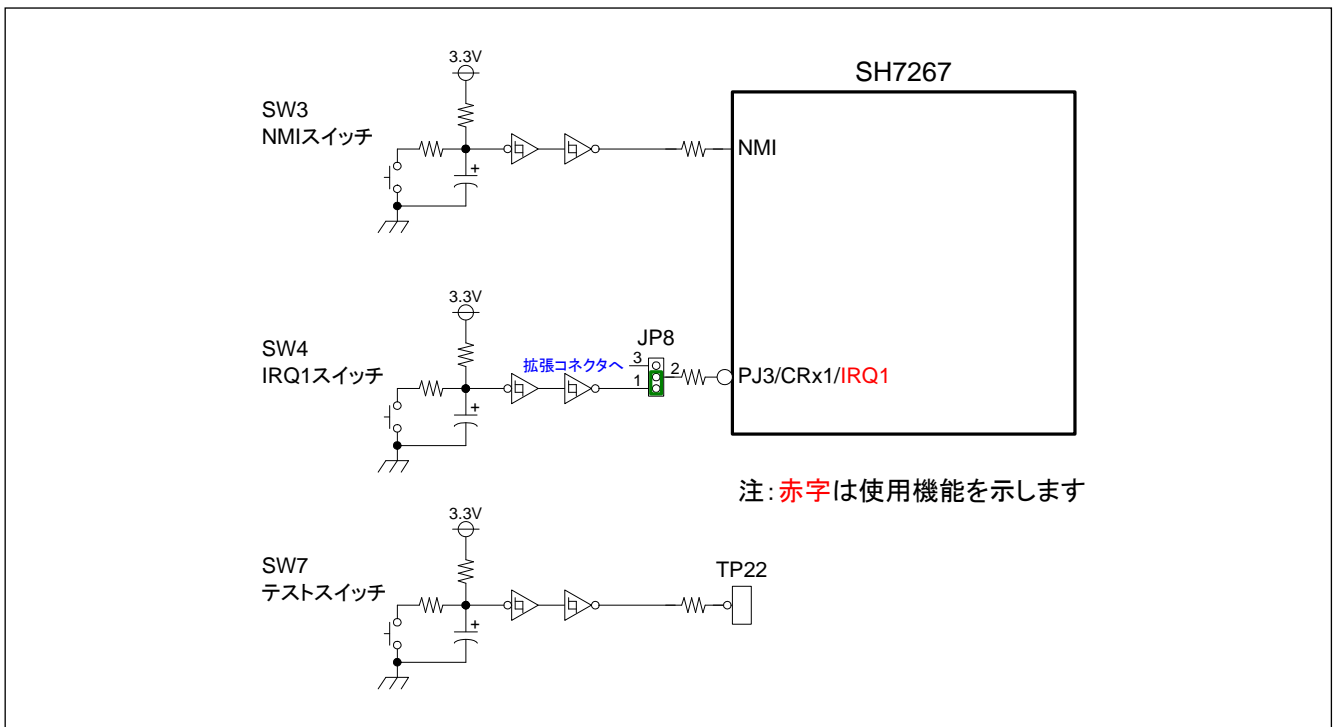 SH7267
3.3V
SW3
NMIスイッチ
+
NMI
3.3V
SW4
IRQ1スイッチ
+
拡張コネクタへ
JP8
3
2
1
PJ3/CRx1/IRQ1
注:赤字は使用機能を示します
3.3V
SW7
テストスイッチ
+
TP22